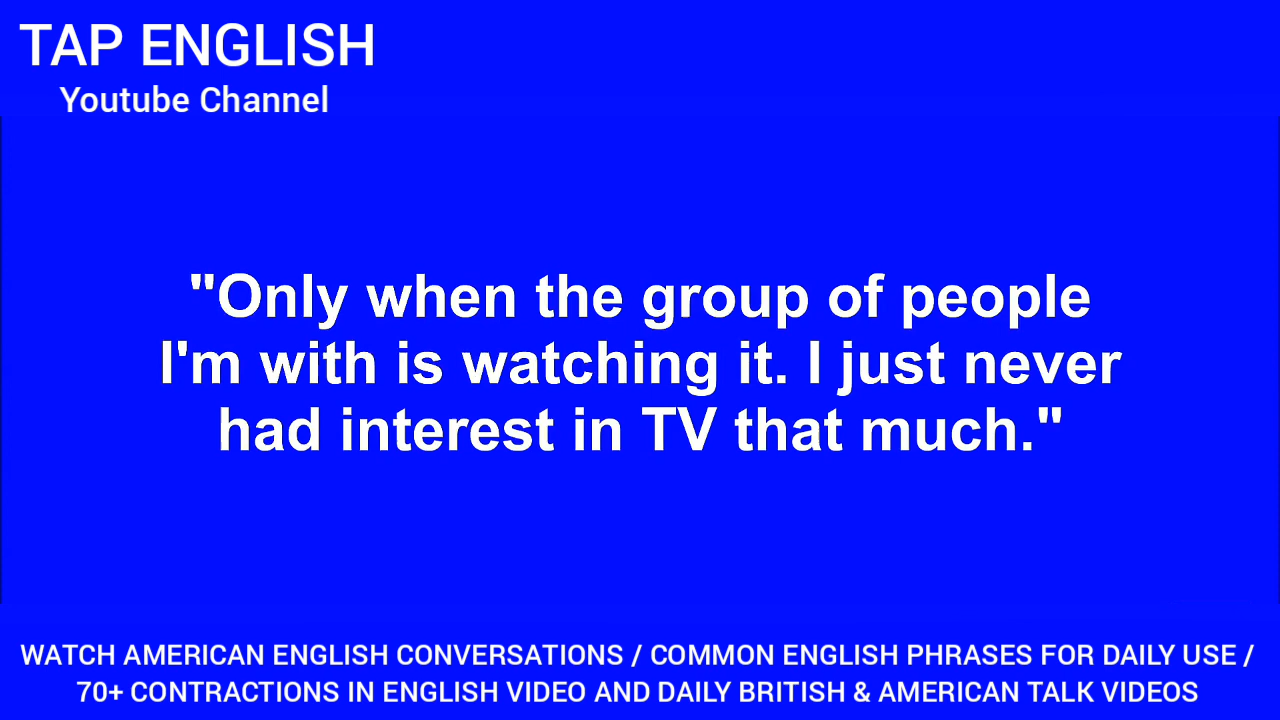 TAP ENGLISH
Youtube Channel
"Only when the group of people
I'm with is watching it. I just never
had interest in TV that much."
WATCH AMERICAN ENGLISH CONVERSATIONS / COMMON ENGLISH PHRASES FOR DAILY USE /
70+ CONTRACTIONS IN ENGLISH VIDEO AND DAILY BRITISH & AMERICAN TALK VIDEOS